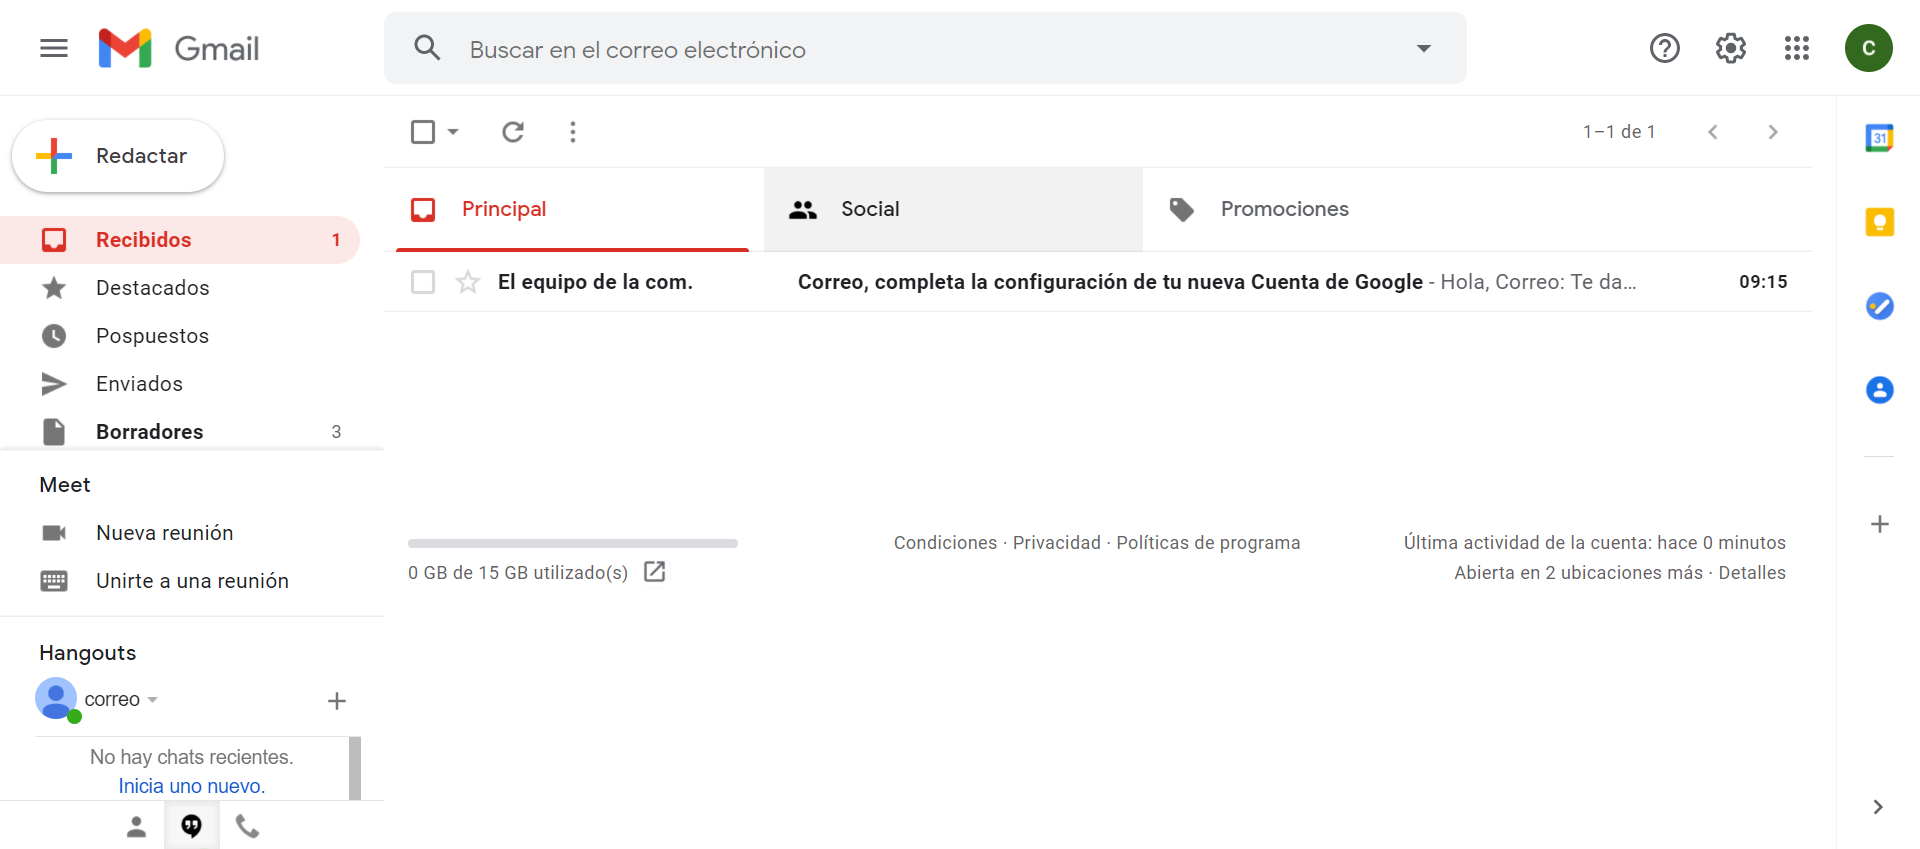 Gmail
Buscar en el correo electrónico
C
Redactar
1–1 de 1
31
Principal
Social
Promociones
Recibidos 1
Destacados
Pospuestos
Enviados
Borradores 3
El equipo de la com. Correo, completa la configuración de tu nueva Cuenta de Google - Hola, Correo: Te da… 09:15
Meet
Nueva reunión
Unirte a una reunión
Hangouts
correo
No hay chats recientes.
Inicia uno nuevo.
0 GB de 15 GB utilizado(s)
Condiciones · Privacidad · Políticas de programa
Última actividad de la cuenta: hace 0 minutos
Abierta en 2 ubicaciones más · Detalles